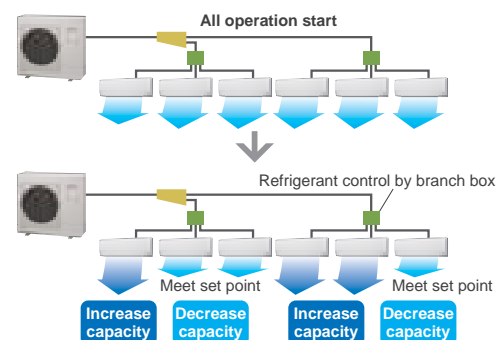 All operation start
Refrigerant control by branch box
Meet set point
Meet set point
Increase capacity
Decrease capacity
Increase capacity
Decrease capacity